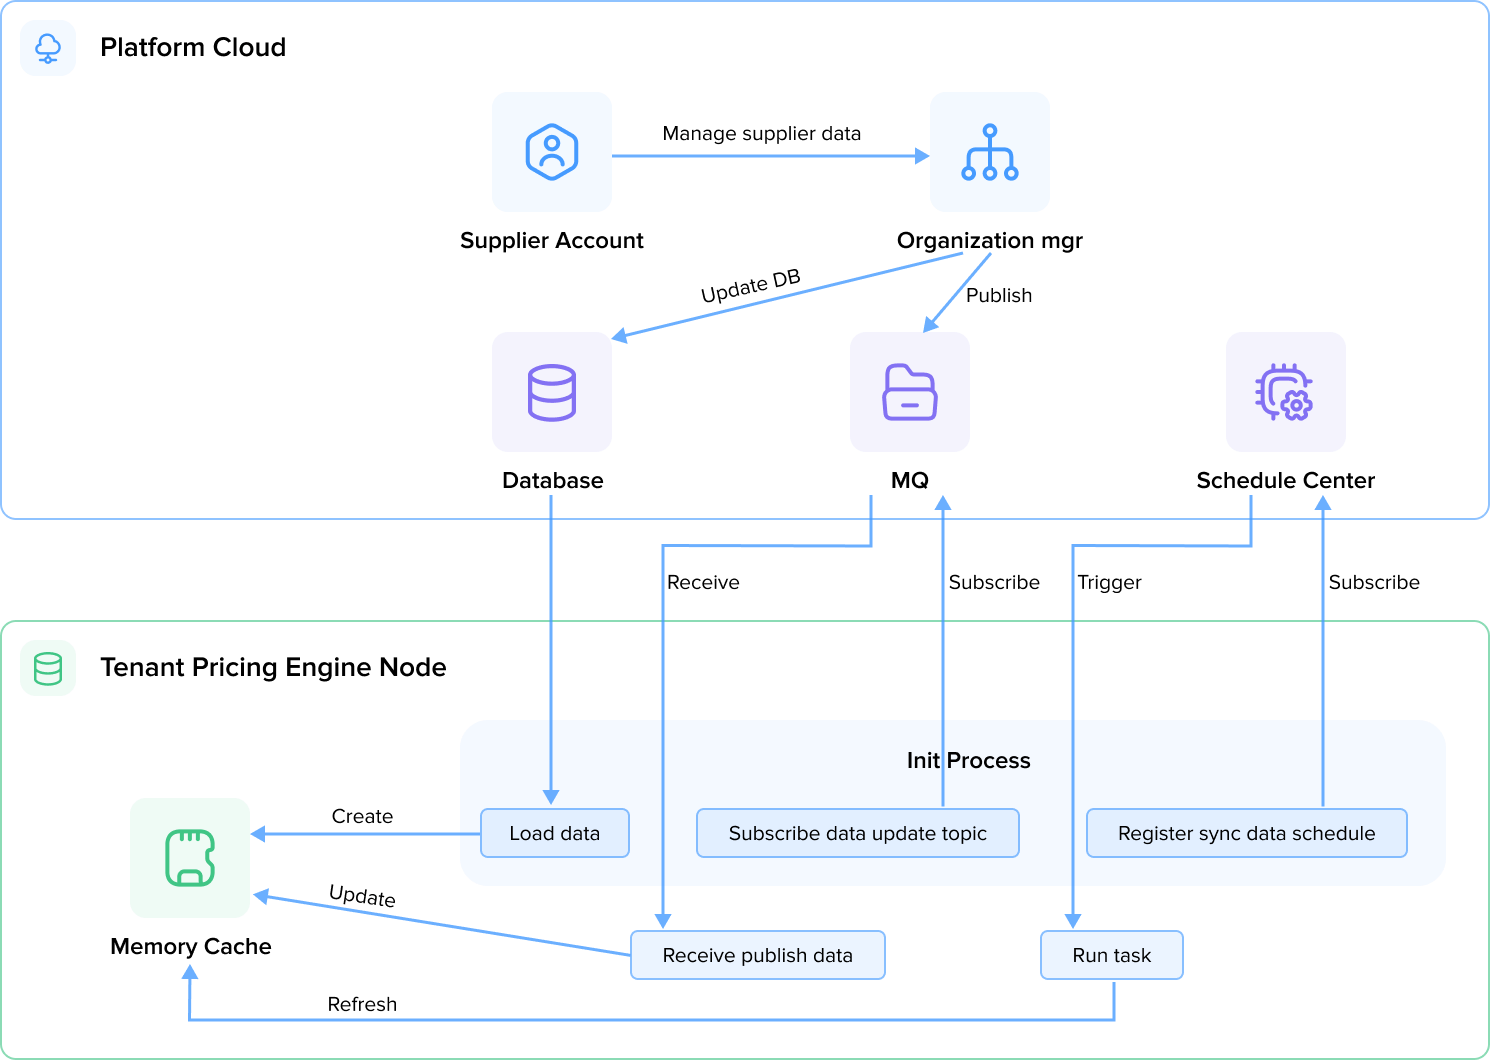 Platform Cloud
Manage supplier data
Supplier Account
Organization mgr
Update DB
Publish
Database
MQ
Schedule Center
Receive
Subscribe
Trigger
Subscribe
Tenant Pricing Engine Node
Init Process
Create
Load data
Subscribe data update topic
Register sync data schedule
Update
Memory Cache
Receive publish data
Run task
Refresh